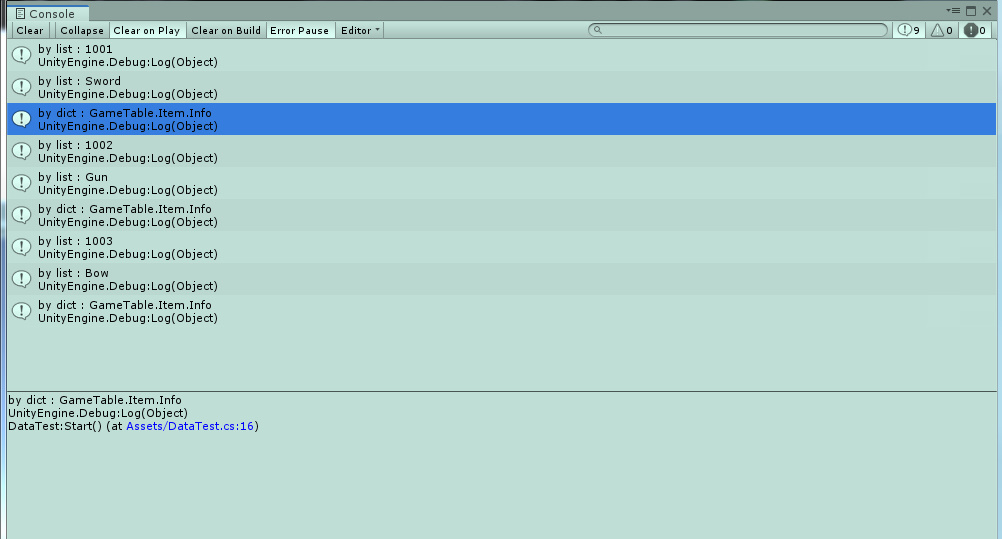 Console
Clear Collapse Clear on Play Clear on Build Error Pause Editor 9 0 0
by list : 1001
UnityEngine.Debug:Log(Object)
by list : Sword
UnityEngine.Debug:Log(Object)
by dict : GameTable.Item.Info
UnityEngine.Debug:Log(Object)
by list : 1002
UnityEngine.Debug:Log(Object)
by list : Gun
UnityEngine.Debug:Log(Object)
by dict : GameTable.Item.Info
UnityEngine.Debug:Log(Object)
by list : 1003
UnityEngine.Debug:Log(Object)
by list : Bow
UnityEngine.Debug:Log(Object)
by dict : GameTable.Item.Info
UnityEngine.Debug:Log(Object)
by dict : GameTable.Item.Info
UnityEngine.Debug:Log(Object)
DataTest:Start() (at Assets/DataTest.cs:16)